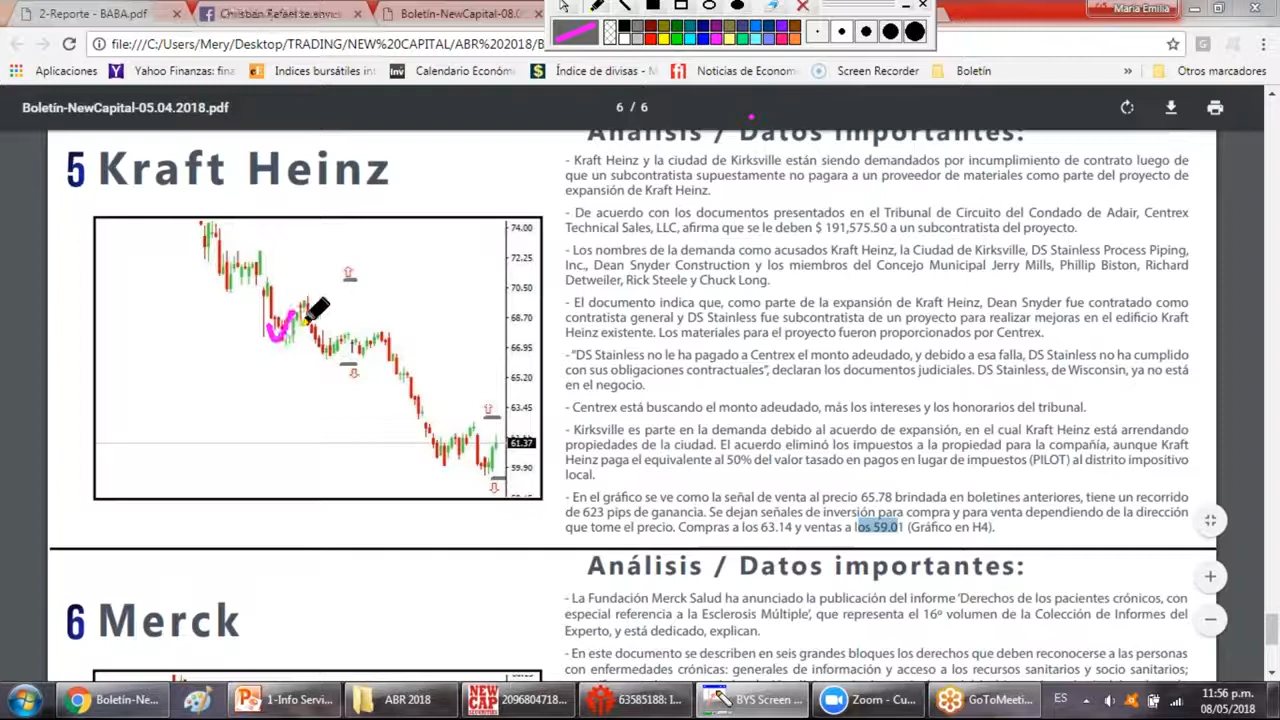 2-Reporte - BABA.pdf
Christian Rafael se envev
Boletín-NewCapital-08.0
Maria Emilia
file:///C:/Users/Mery/Desktop/TRADING/NEW%20CAPITAL/ABR%202018/B
Aplicaciones
Yahoo Finanzas: fina
Indices bursátiles in
Calendario Económ
Índice de divisas - M
Noticias de Econom
Screen Recorder
Boletín
»
Otros marcadores
Boletín-NewCapital-05.04.2018.pdf
6 / 6
Análisis / Datos importantes:
5 Kraft Heinz
- Kraft Heinz y la ciudad de Kirksville están siendo demandados por incumplimiento de contrato luego de
que un subcontratista supuestamente no pagara a un proveedor de materiales como parte del proyecto de
expansión de Kraft Heinz.
- De acuerdo con los documentos presentados en el Tribunal de Circuito del Condado de Adair, Centrex
Technical Sales, LLC, afirma que se le deben $ 191,575.50 a un subcontratista del proyecto.
- Los nombres de la demanda como acusados Kraft Heinz, la Ciudad de Kirksville, DS Stainless Process Piping,
Inc., Dean Snyder Construction y los miembros del Concejo Municipal Jerry Mills, Phillip Biston, Richard
Detweiler, Rick Steele y Chuck Long.
- El documento indica que, como parte de la expansión de Kraft Heinz, Dean Snyder fue contratado como
contratista general y DS Stainless fue subcontratista de un proyecto para realizar mejoras en el edificio Kraft
Heinz existente. Los materiales para el proyecto fueron proporcionados por Centrex.
- "DS Stainless no le ha pagado a Centrex el monto adeudado, y debido a esa falla, DS Stainless no ha cumplido
con sus obligaciones contractuales", declaran los documentos judiciales. DS Stainless, de Wisconsin, ya no está
en el negocio.
- Centrex está buscando el monto adeudado, más los intereses y los honorarios del tribunal.
- Kirksville es parte en la demanda debido al acuerdo de expansión, en el cual Kraft Heinz está arrendando
propiedades de la ciudad. El acuerdo eliminó los impuestos a la propiedad para la compañía, aunque Kraft
Heinz paga el equivalente al 50% del valor tasado en pagos en lugar de impuestos (PILOT) al distrito impositivo
local.
- En el gráfico se ve como la señal de venta al precio 65.78 brindada en boletines anteriores, tiene un recorrido
de 623 pips de ganancia. Se dejan señales de inversión para compra y para venta dependiendo de la dirección
que tome el precio. Compras a los 63.14 y ventas a los 59.01 (Gráfico en H4).
74.00
72.25
70.50
68.70
66.95
65.20
63.45
61.37
59.90
Análisis / Datos importantes:
6 Merck
- La Fundación Merck Salud ha anunciado la publicación del informe 'Derechos de los pacientes crónicos, con
especial referencia a la Esclerosis Múltiple', que representa el 16º volumen de la Colección de Informes del
Experto, y está dedicado, explican.
- En este documento se describen en seis grandes bloques los derechos que deben reconocerse a las personas
con enfermedades crónicas: generales de información y acceso a los recursos sanitarios y socio sanitarios;
Boletín-Ne...
1-Info Servi...
ABR 2018
NEW CAP
2096804718...
63585188: 1...
BYS Screen ...
Zoom - Cu...
GoToMeeti...
ES
11:56 p.m.
08/05/2018